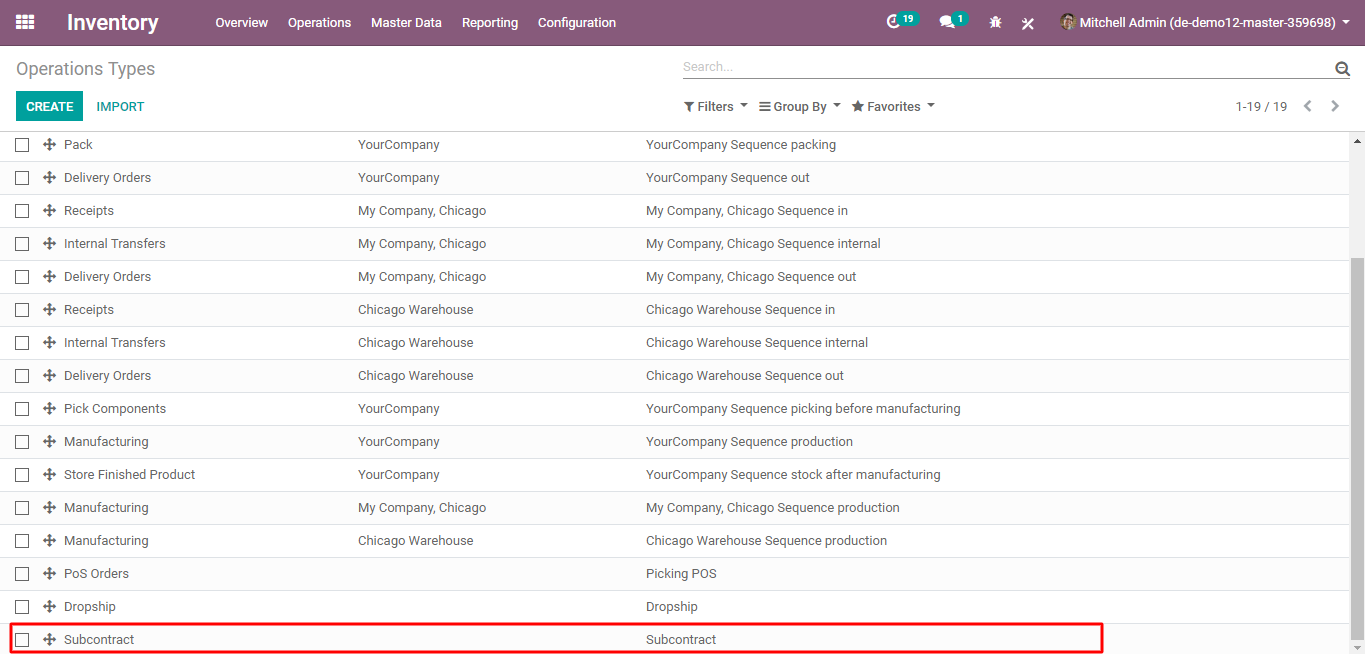 Inventory Overview Operations Master Data Reporting Configuration 19 1 Mitchell Admin (de-demo12-master-359698)
Operations Types Search...
CREATE IMPORT Filters Group By Favorites 1-19 / 19
Pack YourCompany YourCompany Sequence packing
Delivery Orders YourCompany YourCompany Sequence out
Receipts My Company, Chicago My Company, Chicago Sequence in
Internal Transfers My Company, Chicago My Company, Chicago Sequence internal
Delivery Orders My Company, Chicago My Company, Chicago Sequence out
Receipts Chicago Warehouse Chicago Warehouse Sequence in
Internal Transfers Chicago Warehouse Chicago Warehouse Sequence internal
Delivery Orders Chicago Warehouse Chicago Warehouse Sequence out
Pick Components YourCompany YourCompany Sequence picking before manufacturing
Manufacturing YourCompany YourCompany Sequence production
Store Finished Product YourCompany YourCompany Sequence stock after manufacturing
Manufacturing My Company, Chicago My Company, Chicago Sequence production
Manufacturing Chicago Warehouse Chicago Warehouse Sequence production
PoS Orders Picking POS
Dropship Dropship
Subcontract Subcontract